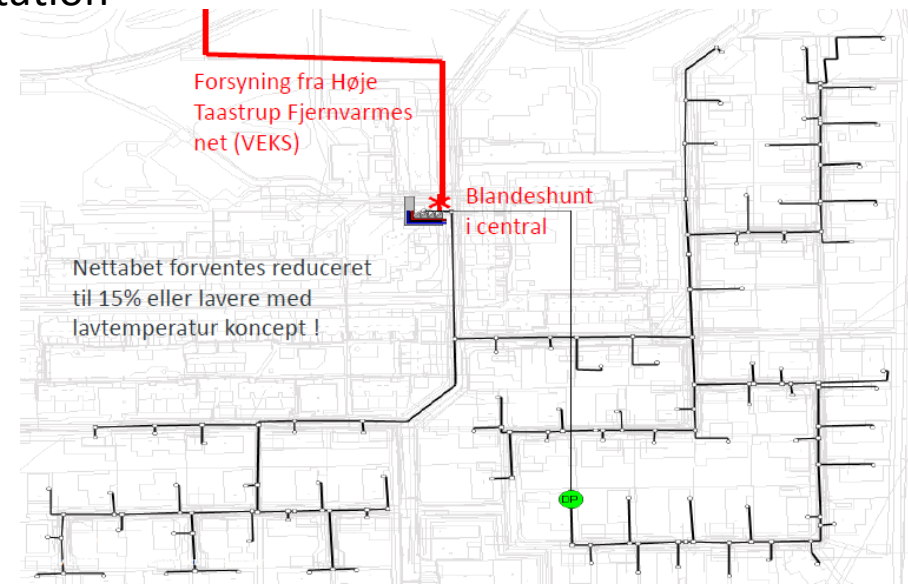 Forsyning fra Høje
Taastrup Fjernvarmes
net (VEKS)
Blandeshunt
i central
Nettabet forventes reduceret
til 15% eller lavere med
lavtemperatur koncept !
DP